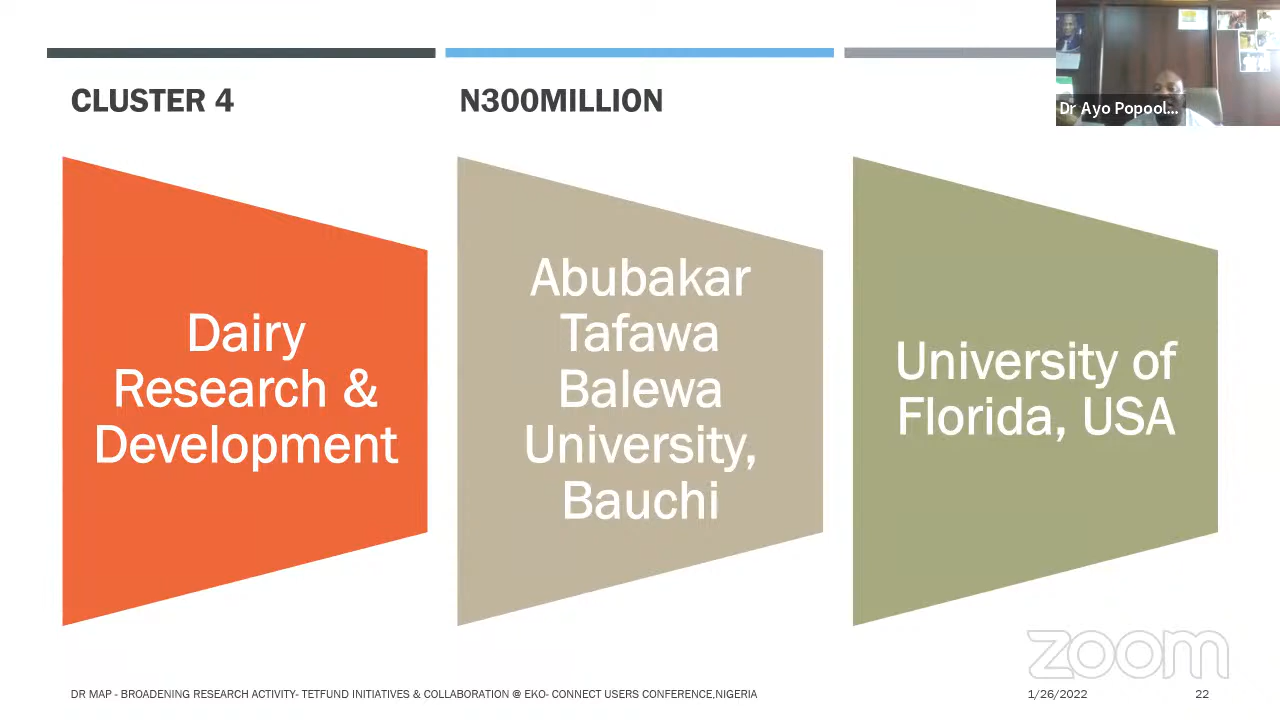 CLUSTER 4
N300MILLION
Dr Ayo Popool...
Dairy
Research &
Development
Abubakar
Tafawa
Balewa
University,
Bauchi
University of
Florida, USA
zoom
DR MAP - BROADENING RESEARCH ACTIVITY- TETFUND INITIATIVES & COLLABORATION @ EKO- CONNECT USERS CONFERENCE,NIGERIA
1/26/2022
22